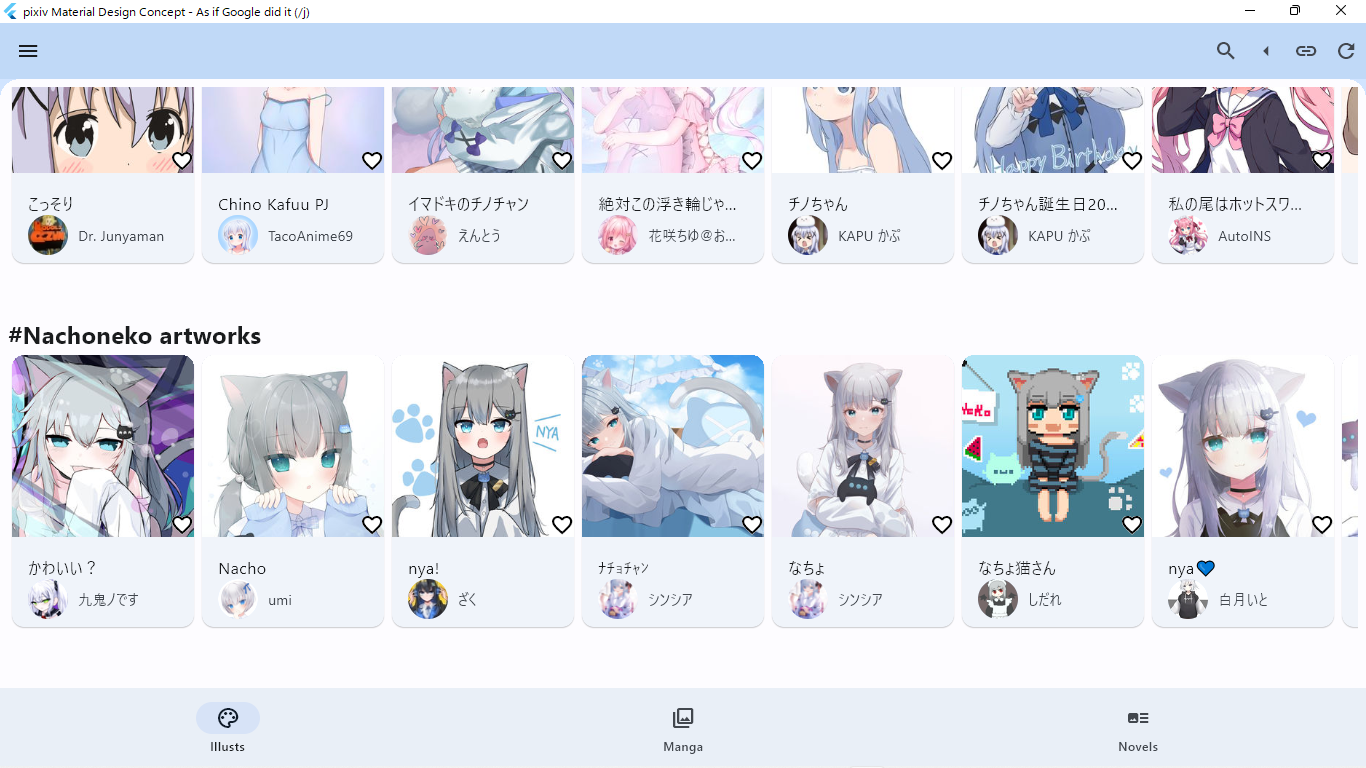 pixiv Material Design Concept - As if Google did it (/j)
Happy Birthday
こっそり
Dr. Junyaman
Chino Kafuu PJ
TacoAnime69
イマドキのチノチャン
えんとう
絶対この浮き輪じゃ...
花咲ちゆ@お...
チノちゃん
KAPU かぷ
チノちゃん誕生日20...
KAPU かぷ
私の尾はホットスワ...
AutoINS
#Nachoneko artworks
NYA
かわいい？
九鬼ノです
Nacho
umi
nya!
ざく
ﾅﾁｮﾁｬﾝ
シンシア
なちょ
シンシア
なちょ猫さん
しだれ
nya💙
白月いと
Illusts
Manga
Novels